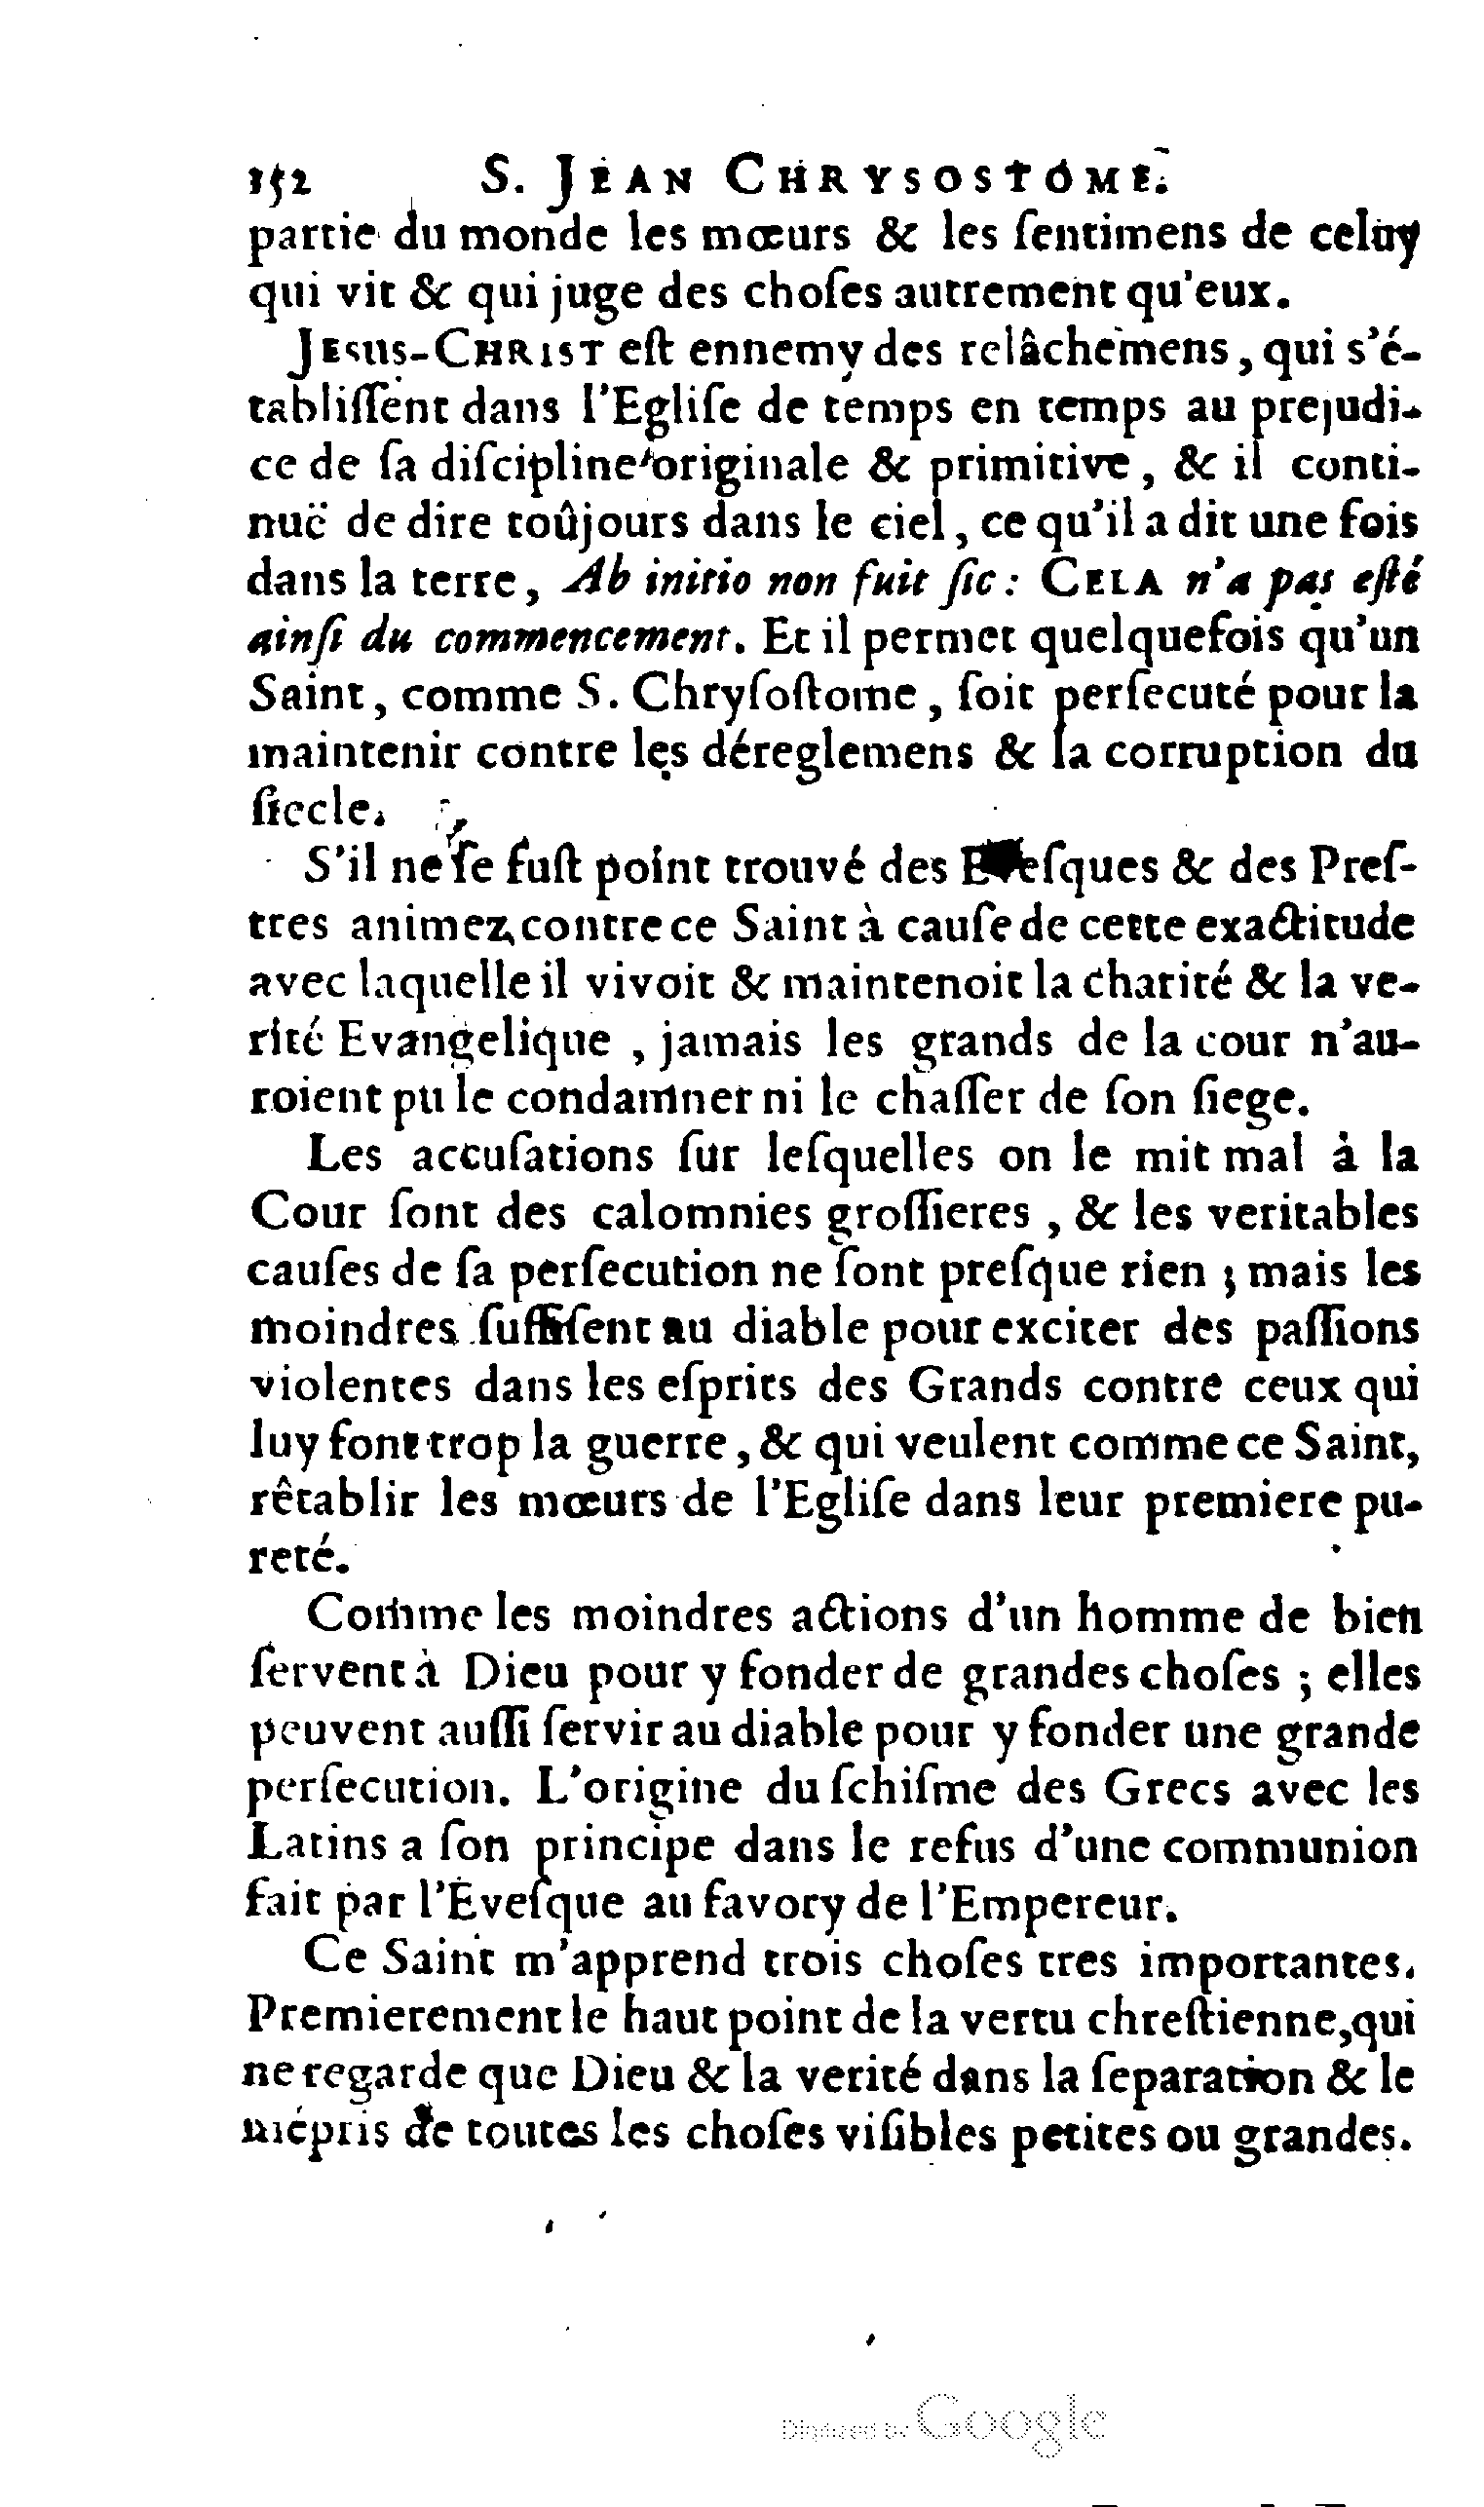 152 S. JEAN CHRYSOSTOME.
partie du monde les mœurs & les ſentimens de celuy
qui vit & qui juge des choſes autrement qu'eux.
JESUS-CHRIST eſt ennemy des relâchemens, qui s'é-
tabliſſent dans l'Egliſe de temps en temps au prejudi-
ce de ſa diſcipline originale & primitive, & il conti-
nuë de dire toûjours dans le ciel, ce qu'il a dit une fois
dans la terre, Ab initio non fuit ſic: CELA n'a pas eſté
ainſi du commencement. Et il permet quelquefois qu'un
Saint, comme S. Chryſoſtome, ſoit perſecuté pour la
maintenir contre les déreglemens & la corruption du
ſiecle.
S'il ne ſe fuſt point trouvé des Eveſques & des Preſ-
tres animez contre ce Saint à cauſe de cette exactitude
avec laquelle il vivoit & maintenoit la charité & la ve-
rité Evangelique , jamais les grands de la cour n'au-
roient pu le condamner ni le chaſſer de ſon ſiege.
Les accuſations ſur leſquelles on le mit mal à la
Cour ſont des calomnies groſſieres , & les veritables
cauſes de ſa perſecution ne ſont preſque rien ; mais les
moindres ſuffiſent au diable pour exciter des paſſions
violentes dans les eſprits des Grands contre ceux qui
luy font trop la guerre, & qui veulent comme ce Saint,
rêtablir les mœurs de l'Egliſe dans leur premiere pu-
reté.
Comme les moindres actions d'un homme de bien
ſervent à Dieu pour y fonder de grandes choſes ; elles
peuvent auſſi ſervir au diable pour y fonder une grande
perſecution. L'origine du ſchiſme des Grecs avec les
Latins a ſon principe dans le refus d'une communion
fait par l'Eveſque au favory de l'Empereur.
Ce Saint m'apprend trois choſes tres importantes.
Premierement le haut point de la vertu chreſtienne, qui
ne regarde que Dieu & la verité dans la ſeparation & le
mépris de toutes les choſes viſibles petites ou grandes.
Digitized by Google